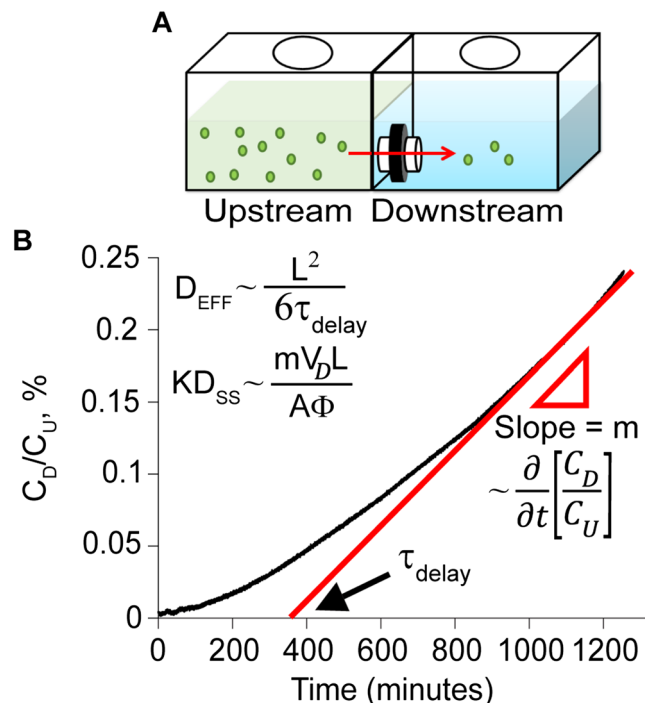 A
Upstream Downstream
B
0.25
0.2
0.15
0.1
0.05
0
C_D/C_U, %
D_EFF ~ L² / 6τ_delay
KD_SS ~ mV_DL / AΦ
Slope = m
~ ∂/∂t [C_D/C_U]
τ_delay
0 200 400 600 800 1000 1200
Time (minutes)